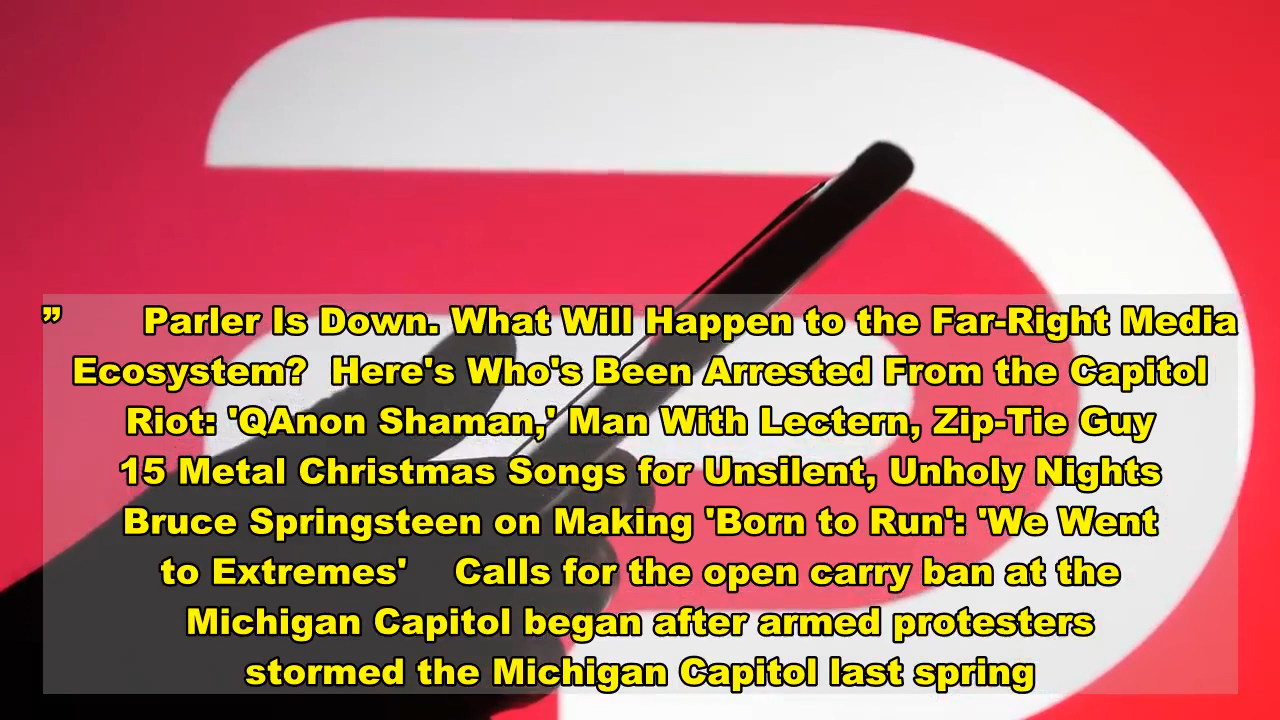 ” Parler Is Down. What Will Happen to the Far-Right Media
Ecosystem? Here's Who's Been Arrested From the Capitol
Riot: 'QAnon Shaman,' Man With Lectern, Zip-Tie Guy
15 Metal Christmas Songs for Unsilent, Unholy Nights
Bruce Springsteen on Making 'Born to Run': 'We Went
to Extremes' Calls for the open carry ban at the
Michigan Capitol began after armed protesters
stormed the Michigan Capitol last spring